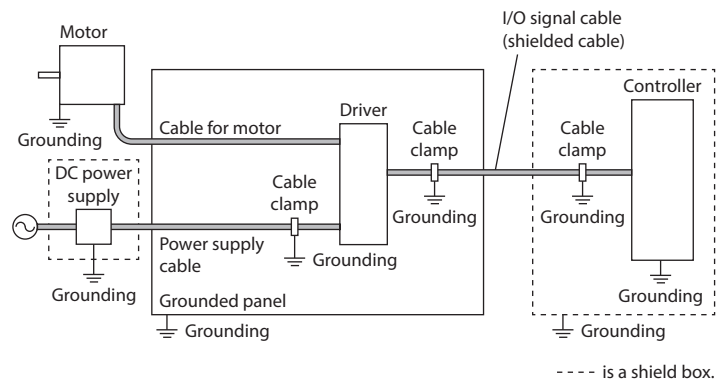 I/O signal cable
(shielded cable)
Motor
Controller
Driver
Grounding
Cable for motor
Cable
clamp
Cable
clamp
DC power
supply
Cable
clamp
Grounding
Grounding
Power supply
cable
Grounding
Grounding
Grounding
Grounded panel
Grounding
Grounding
is a shield box.